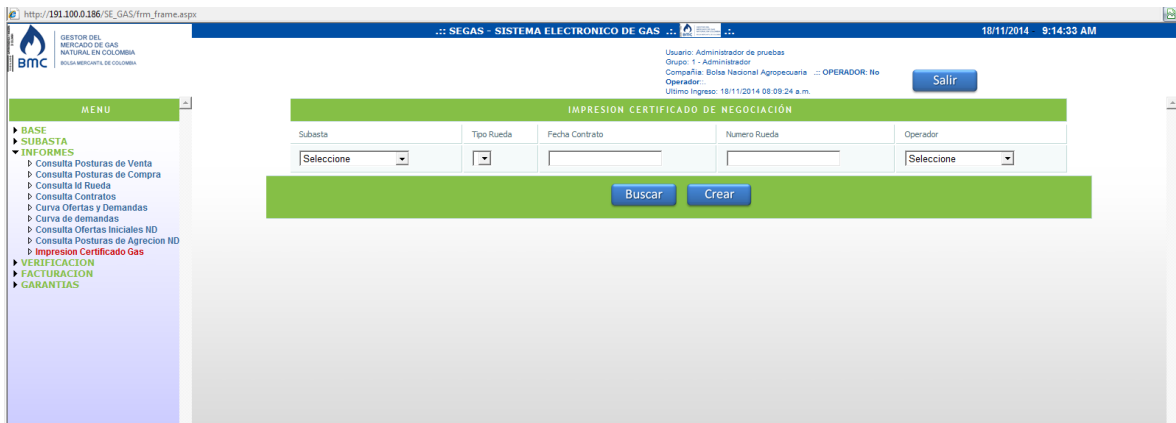 http://191.100.0.186/SE_GAS/frm_frame.aspx
GESTOR DEL
MERCADO DE GAS
NATURAL EN COLOMBIA
BMC
BOLSA MERCANTIL DE COLOMBIA
.:: SEGAS - SISTEMA ELECTRONICO DE GAS .:. .:.
18/11/2014 - 9:14:33 AM
Usuario: Administrador de pruebas
Grupo: 1 - Administrador
Compañia: Bolsa Nacional Agropecuaria .:: OPERADOR: No
Operador::.
Ultimo Ingreso: 18/11/2014 08:09:24 a.m.
Salir
MENU
BASE
SUBASTA
INFORMES
Consulta Posturas de Venta
Consulta Posturas de Compra
Consulta Id Rueda
Consulta Contratos
Curva Ofertas y Demandas
Curva de demandas
Consulta Ofertas Iniciales ND
Consulta Posturas de Agrecion ND
Impresion Certificado Gas
VERIFICACION
FACTURACION
GARANTIAS
IMPRESION CERTIFICADO DE NEGOCIACIÓN
Subasta Tipo Rueda Fecha Contrato Numero Rueda Operador
Seleccione Seleccione
Buscar Crear